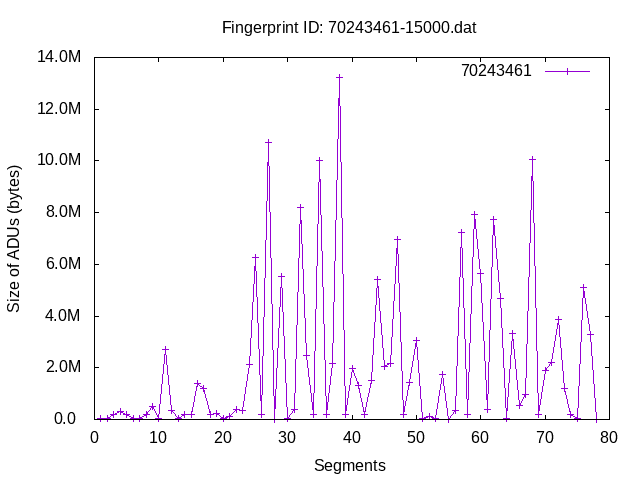 Fingerprint ID: 70243461-15000.dat
70243461
Size of ADUs (bytes)
14.0M
12.0M
10.0M
8.0M
6.0M
4.0M
2.0M
0.0
0 10 20 30 40 50 60 70 80
Segments